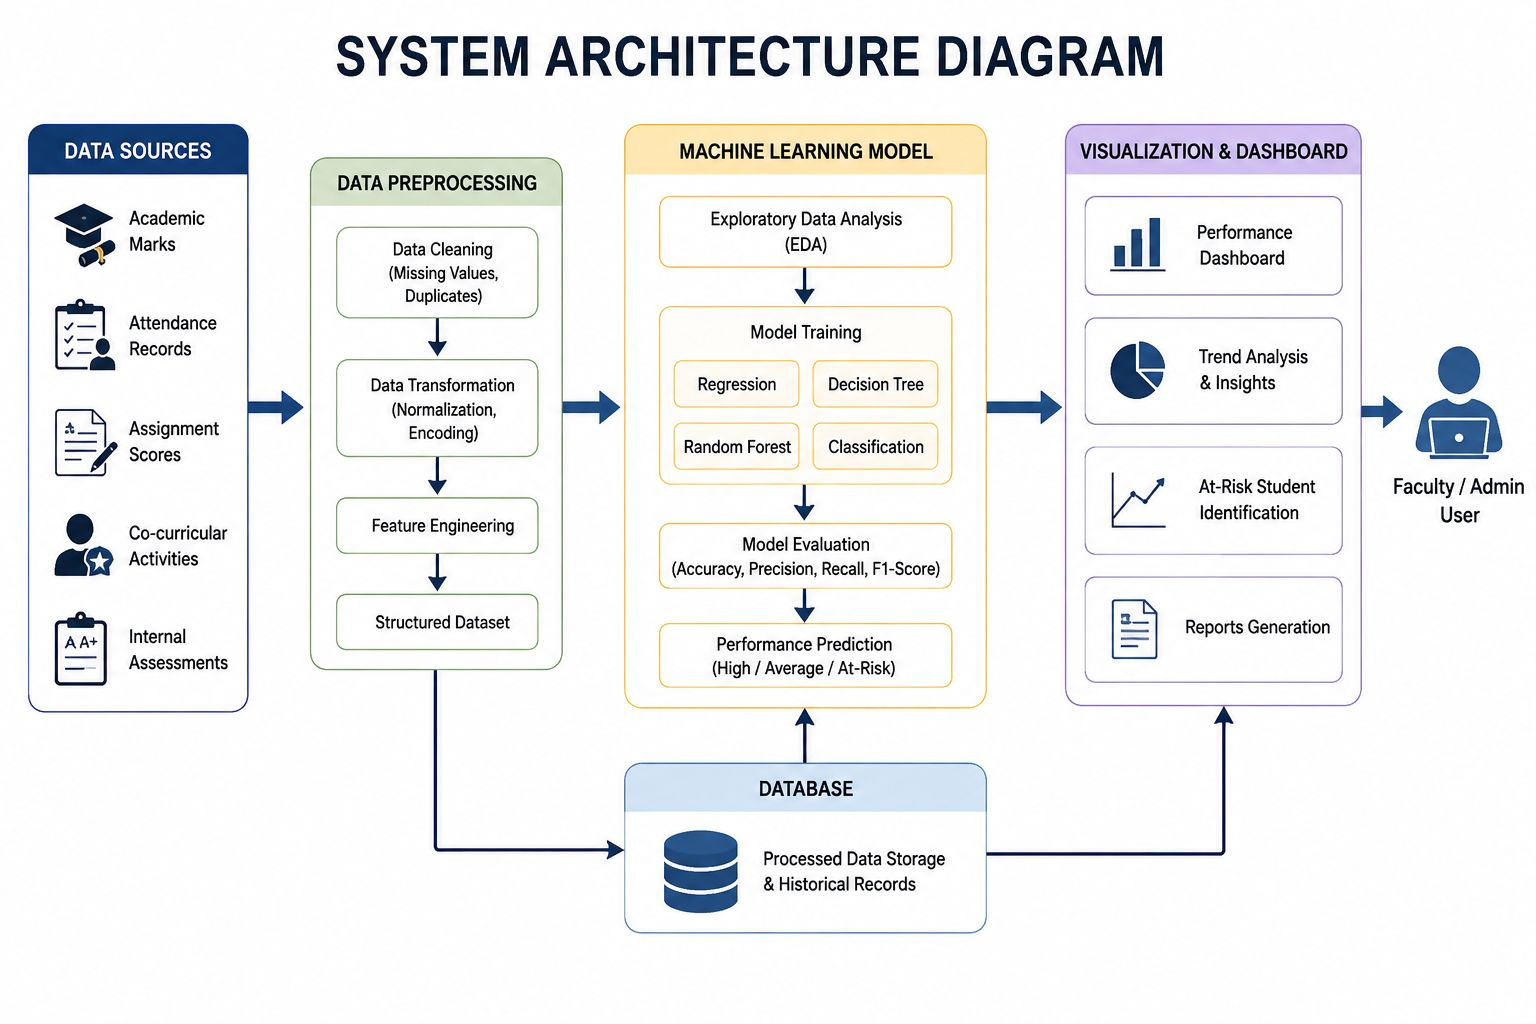 SYSTEM ARCHITECTURE DIAGRAM
DATA SOURCES
Academic
Marks
Attendance
Records
Assignment
Scores
Co-curricular
Activities
A A+
Internal
Assessments
DATA PREPROCESSING
Data Cleaning
(Missing Values,
Duplicates)
Data Transformation
(Normalization,
Encoding)
Feature Engineering
Structured Dataset
MACHINE LEARNING MODEL
Exploratory Data Analysis
(EDA)
Model Training
Regression
Decision Tree
Random Forest
Classification
Model Evaluation
(Accuracy, Precision, Recall, F1-Score)
Performance Prediction
(High / Average / At-Risk)
VISUALIZATION & DASHBOARD
Performance
Dashboard
Trend Analysis
& Insights
At-Risk Student
Identification
Reports Generation
Faculty / Admin
User
DATABASE
Processed Data Storage
& Historical Records